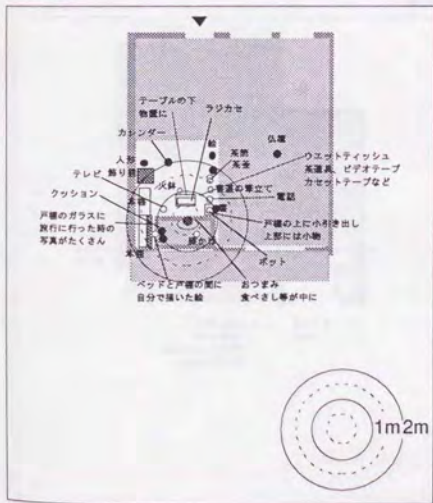 テーブルの下
物置に
ラジカセ
カレンダー
絵
茶筒
茶釜
仏壇
人形
飾り棚
テレビ
火鉢
ウエットティッシュ
茶道具、ビデオテープ
カセットテープなど
書道の筆立て
電話
クッション
戸棚のガラスに
旅行に行った時の
写真がたくさん
本棚
戸棚の上に小引き出し
上部には小物
ポット
ベッドと戸棚の間に
自分で描いた絵
おつまみ
食べさし等が中に
1m 2m